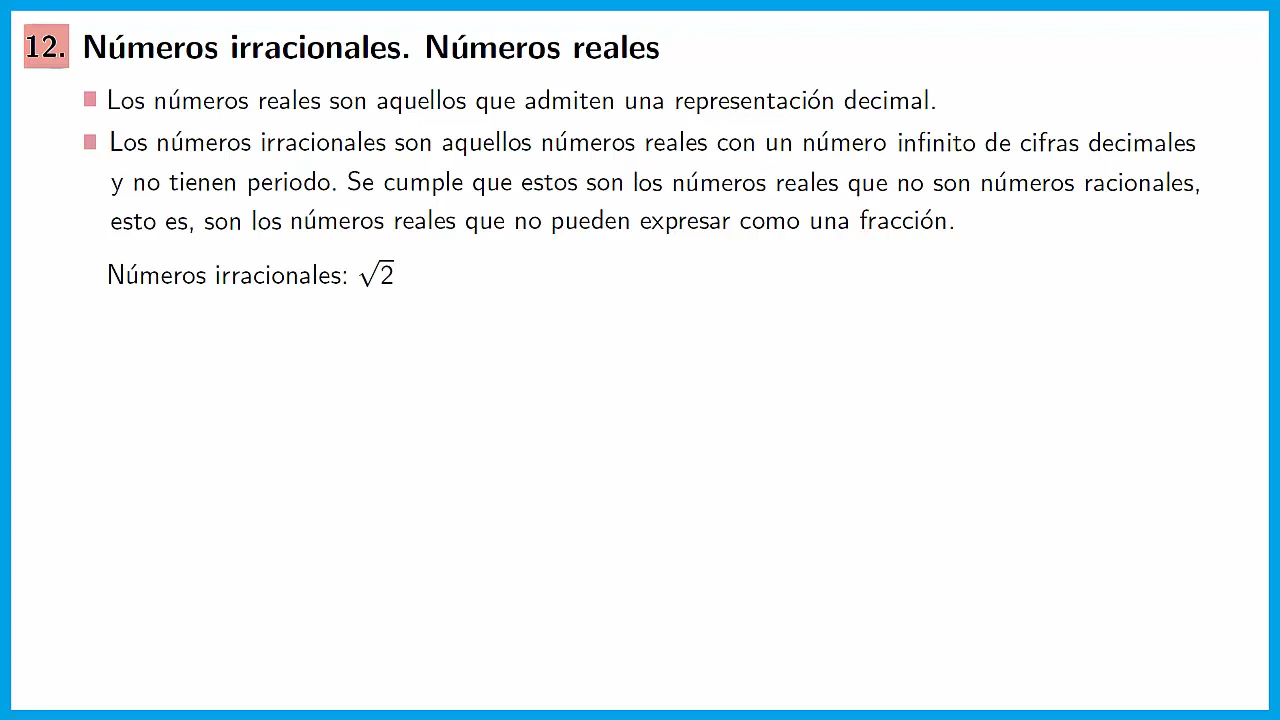 12. Números irracionales. Números reales
Los números reales son aquellos que admiten una representación decimal.
Los números irracionales son aquellos números reales con un número infinito de cifras decimales
y no tienen periodo. Se cumple que estos son los números reales que no son números racionales,
esto es, son los números reales que no pueden expresar como una fracción.
Números irracionales: √2